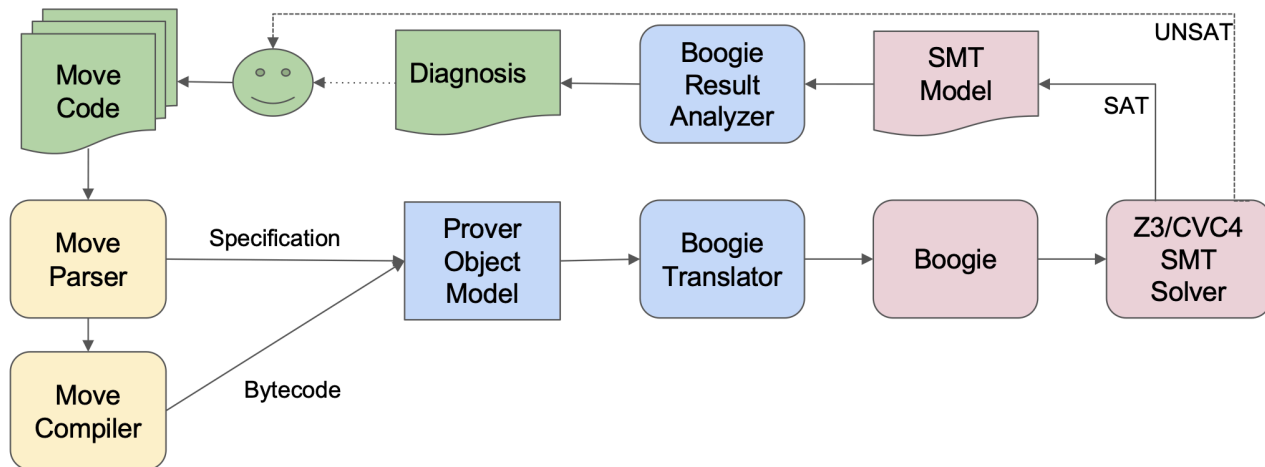 UNSAT
Move
Code
Diagnosis
Boogie
Result
Analyzer
SMT
Model
SAT
Move
Parser
Specification
Prover
Object
Model
Boogie
Translator
Boogie
Z3/CVC4
SMT
Solver
Move
Compiler
Bytecode